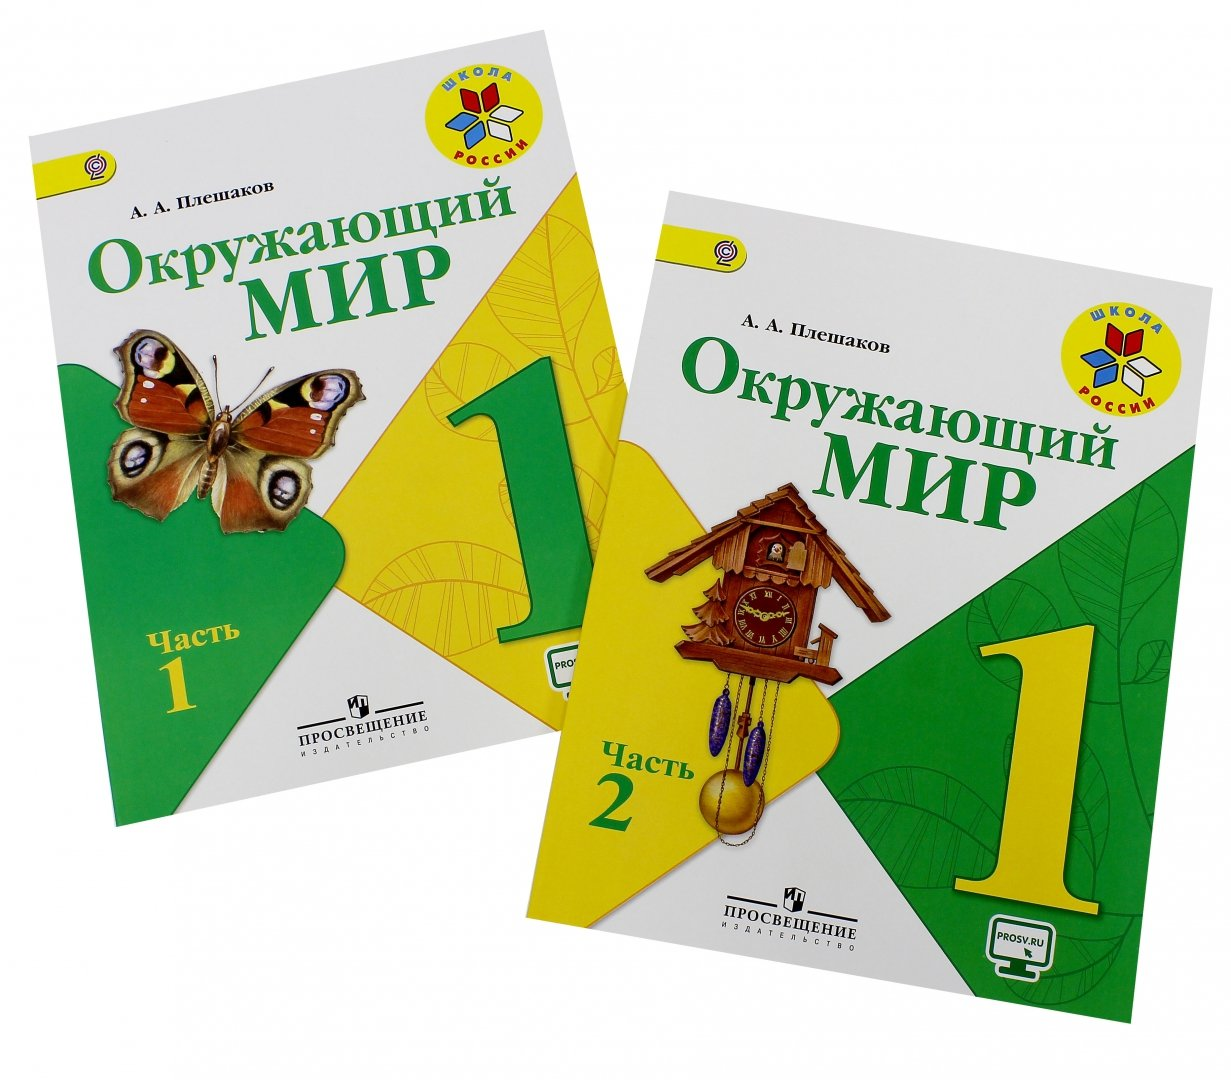 ШКОЛА
РОССИИ
А. А. Плешаков
Окружающий
МИР
1
Часть
1
PROSV
ПРОСВЕЩЕНИЕ
ИЗДАТЕЛЬСТВО
ШКОЛА
РОССИИ
А. А. Плешаков
Окружающий
МИР
1
Часть
2
ПРОСВЕЩЕНИЕ
ИЗДАТЕЛЬСТВО
PROSV.RU